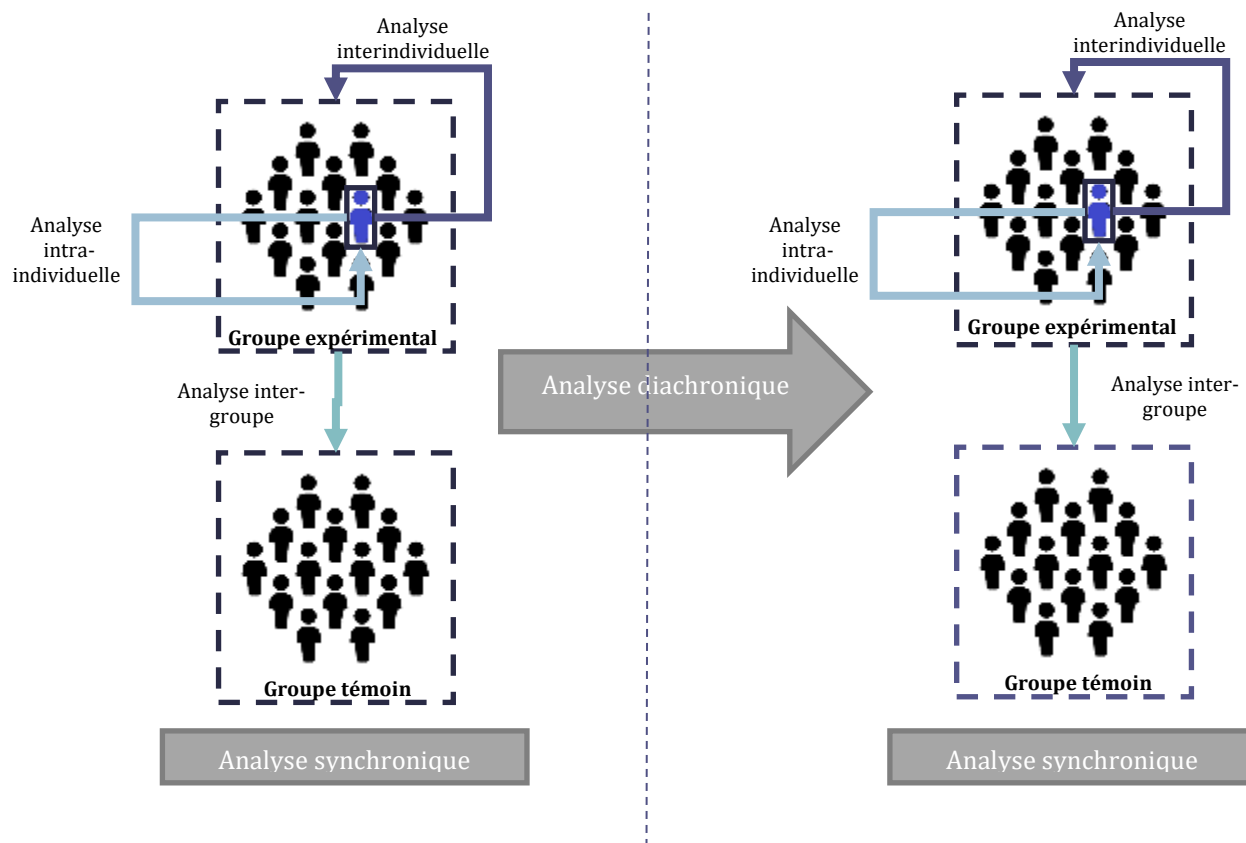 Analyse
interindividuelle
Analyse
intra-
individuelle
Groupe expérimental
Analyse inter-
groupe
Groupe témoin
Analyse synchronique
Analyse diachronique
Analyse
interindividuelle
Analyse
intra-
individuelle
Groupe expérimental
Analyse inter-
groupe
Groupe témoin
Analyse synchronique